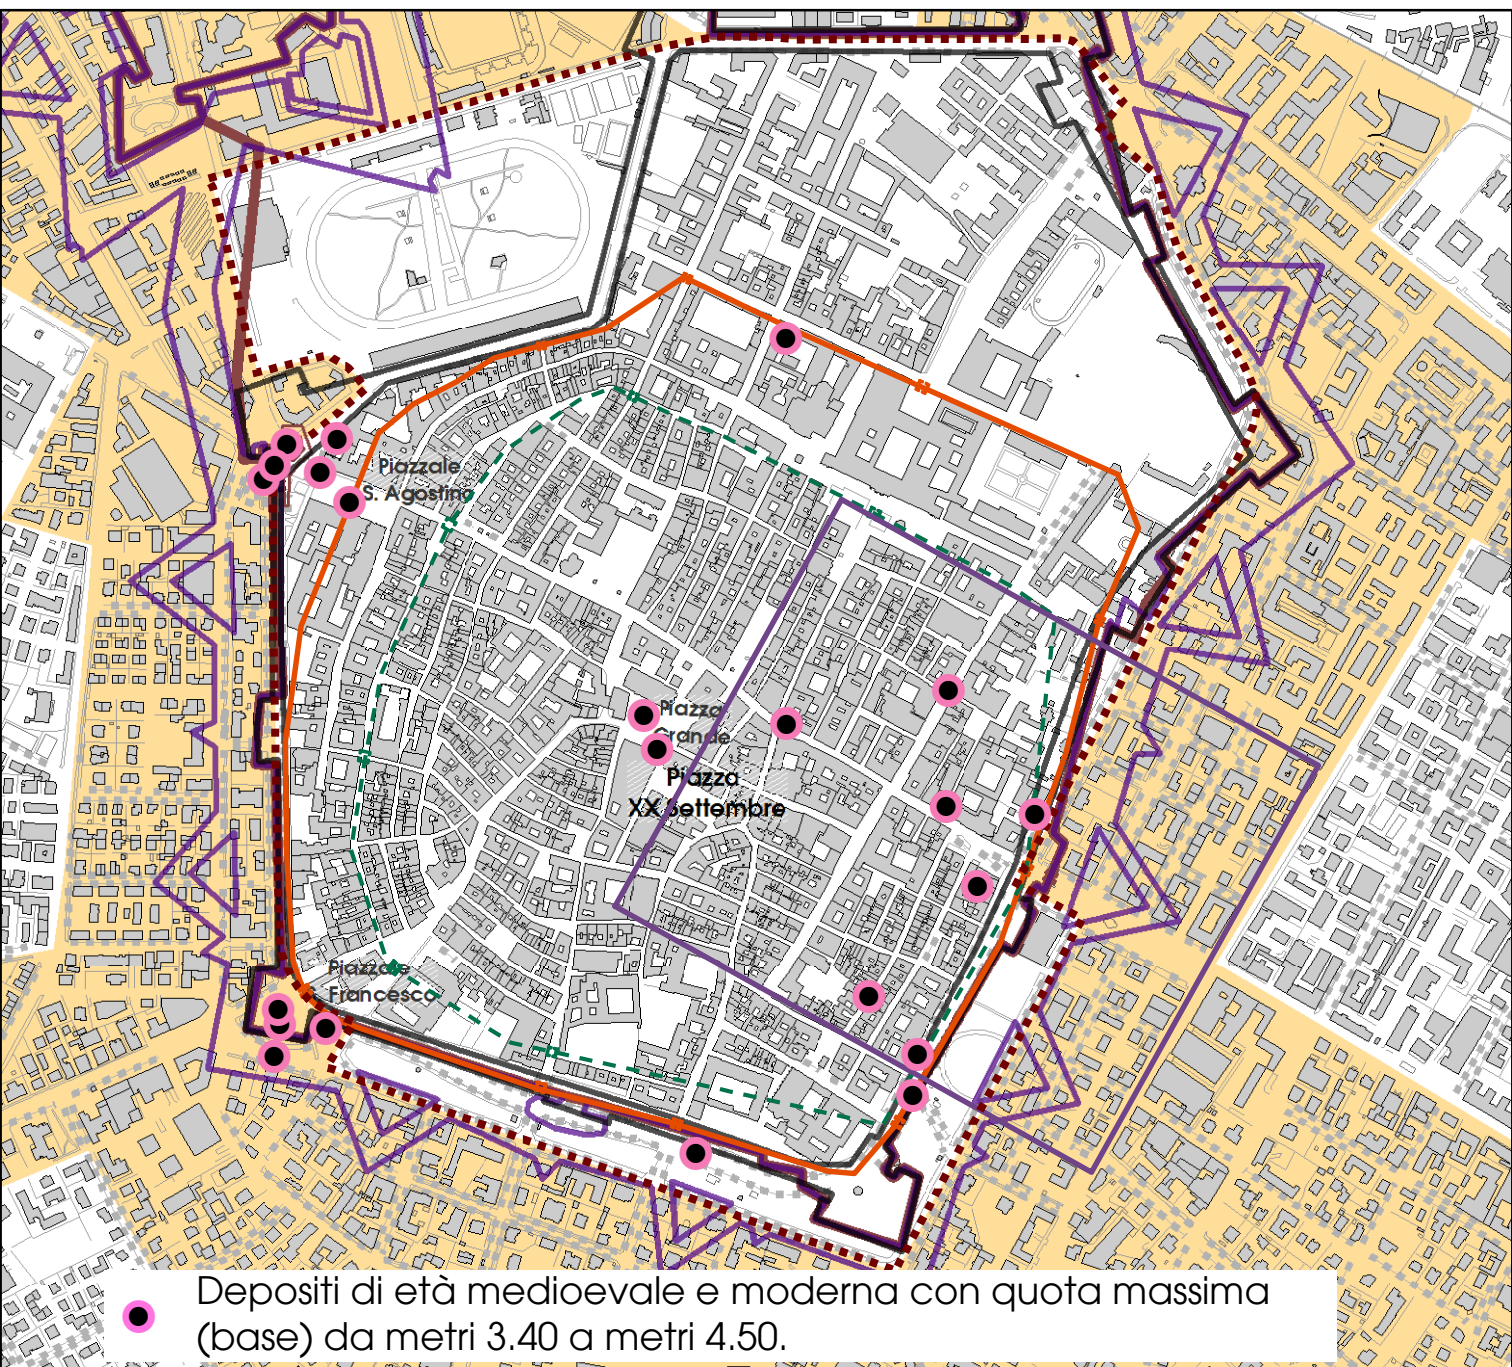 Piazzale
S. Agostino
Piazza
Grande
Piazza
XX Settembre
Piazzale
S. Francesco
Depositi di età medioevale e moderna con quota massima
(base) da metri 3.40 a metri 4.50.